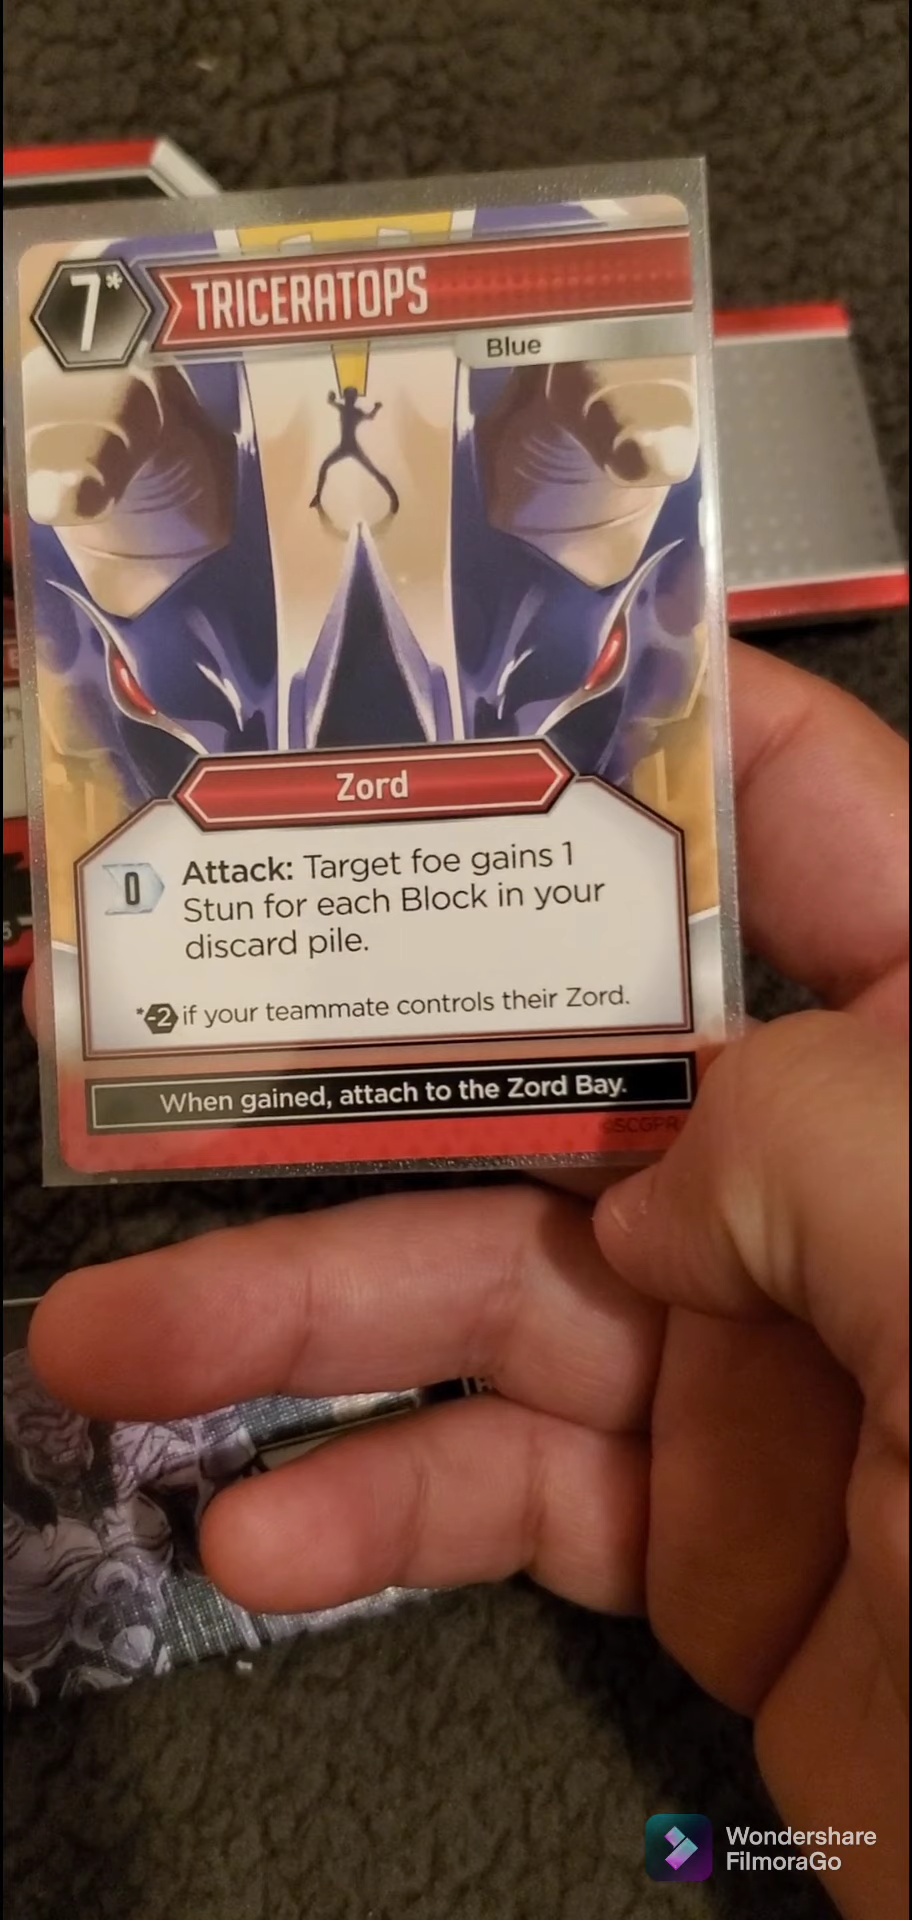 7*
TRICERATOPS
Blue
Zord
0
Attack: Target foe gains 1
Stun for each Block in your
discard pile.
*-2 if your teammate controls their Zord.
When gained, attach to the Zord Bay.
©SCGPR
Wondershare
FilmoraGo